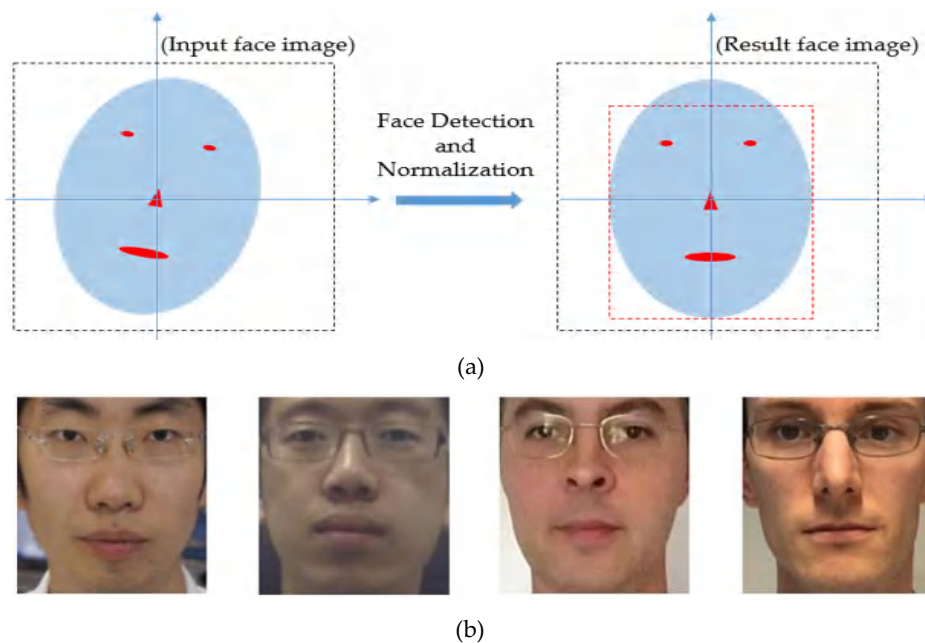 (Input face image)
(Result face image)
Face Detection
and
Normalization
(a)
(b)